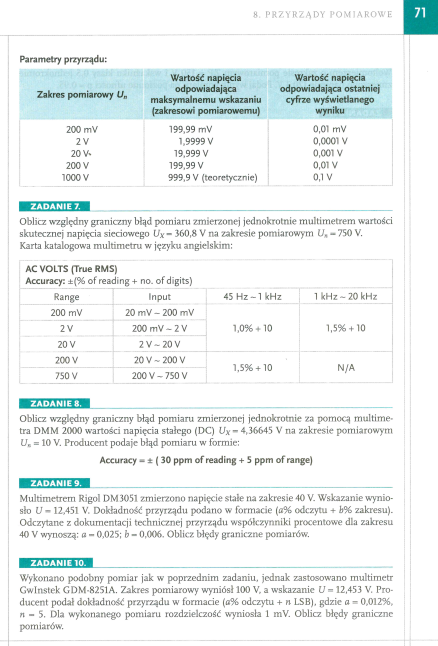 8. PRZYRZĄDY POMIAROWE 71
Parametry przyrządu:
Zakres pomiarowy Uₙ
Wartość napięcia
odpowiadająca
maksymalnemu wskazaniu
(zakresowi pomiarowemu)
Wartość napięcia
odpowiadająca ostatniej
cyfrze wyświetlanego
wyniku
200 mV 199,99 mV 0,01 mV
2 V 1,9999 V 0,0001 V
20 V 19,999 V 0,001 V
200 V 199,99 V 0,01 V
1000 V 999,9 V (teoretycznie) 0,1 V
ZADANIE 7.
Oblicz względny graniczny błąd pomiaru zmierzonej jednokrotnie multimetrem wartości
skutecznej napięcia sieciowego Uₓ = 360,8 V na zakresie pomiarowym Uₙ = 750 V.
Karta katalogowa multimetru w języku angielskim:
AC VOLTS (True RMS)
Accuracy: ±(% of reading + no. of digits)
Range Input 45 Hz ~ 1 kHz 1 kHz ~ 20 kHz
200 mV 20 mV ~ 200 mV
2 V 200 mV ~ 2 V 1,0% + 10 1,5% + 10
20 V 2 V ~ 20 V
200 V 20 V ~ 200 V
1,5% + 10 N/A
750 V 200 V ~ 750 V
ZADANIE 8.
Oblicz względny graniczny błąd pomiaru zmierzonej jednokrotnie za pomocą multime-
tra DMM 2000 wartości napięcia stałego (DC) Uₓ = 4,36645 V na zakresie pomiarowym
Uₙ = 10 V. Producent podaje błąd pomiaru w formie:
Accuracy = ± ( 30 ppm of reading + 5 ppm of range)
ZADANIE 9.
Multimetrem Rigol DM3051 zmierzono napięcie stałe na zakresie 40 V. Wskazanie wynio-
sło U = 12,451 V. Dokładność przyrządu podano w formacie (a% odczytu + b% zakresu).
Odczytane z dokumentacji technicznej przyrządu współczynniki procentowe dla zakresu
40 V wynoszą: a = 0,025; b = 0,006. Oblicz błędy graniczne pomiarów.
ZADANIE 10.
Wykonano podobny pomiar jak w poprzednim zadaniu, jednak zastosowano multimetr
GwInstek GDM-8251A. Zakres pomiarowy wyniósł 100 V, a wskazanie U = 12,453 V. Pro-
ducent podał dokładność przyrządu w formacie (a% odczytu + n LSB), gdzie a = 0,012%,
n = 5. Dla wykonanego pomiaru rozdzielczość wyniosła 1 mV. Oblicz błędy graniczne
pomiarów.